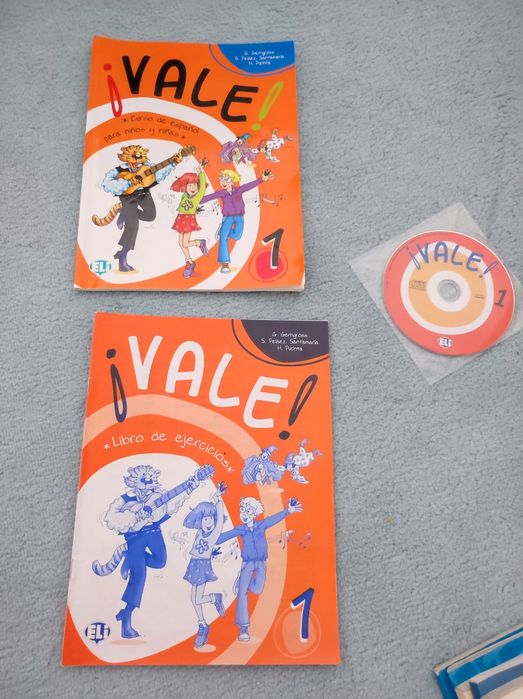 G. Gerngross
S. Peláez Santamaría
H. Puchta
¡VALE!
*Curso de español
para niños y niñas*
1
ELi
¡VALE!
1
ELi
G. Gerngross
S. Peláez Santamaría
H. Puchta
¡VALE!
*Libro de ejercicios*
1
ELi